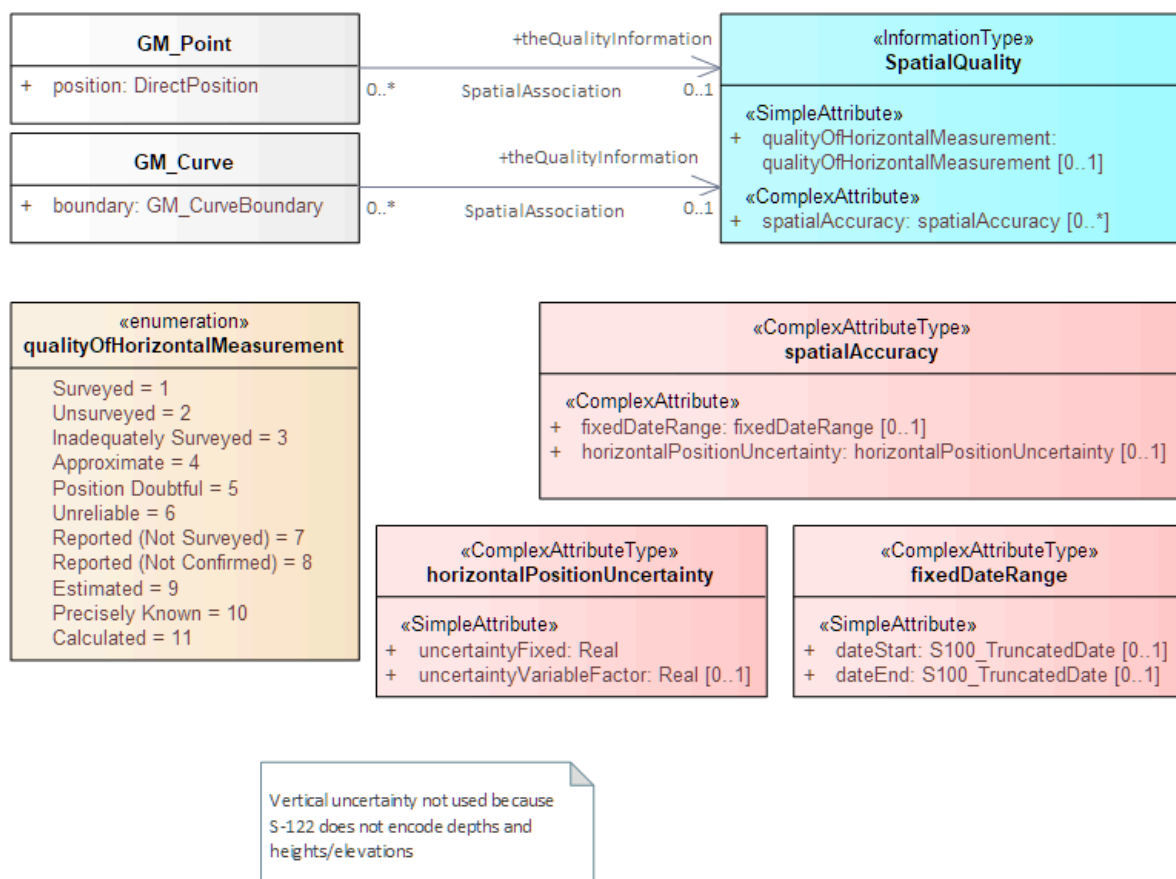 GM_Point
+ position: DirectPosition
+theQualityInformation
0..* SpatialAssociation 0..1
GM_Curve
+ boundary: GM_CurveBoundary
+theQualityInformation
0..* SpatialAssociation 0..1
«InformationType»
SpatialQuality
«SimpleAttribute»
+ qualityOfHorizontalMeasurement:
qualityOfHorizontalMeasurement [0..1]
«ComplexAttribute»
+ spatialAccuracy: spatialAccuracy [0..*]
«enumeration»
qualityOfHorizontalMeasurement
Surveyed = 1
Unsurveyed = 2
Inadequately Surveyed = 3
Approximate = 4
Position Doubtful = 5
Unreliable = 6
Reported (Not Surveyed) = 7
Reported (Not Confirmed) = 8
Estimated = 9
Precisely Known = 10
Calculated = 11
«ComplexAttributeType»
spatialAccuracy
«ComplexAttribute»
+ fixedDateRange: fixedDateRange [0..1]
+ horizontalPositionUncertainty: horizontalPositionUncertainty [0..1]
«ComplexAttributeType»
horizontalPositionUncertainty
«SimpleAttribute»
+ uncertaintyFixed: Real
+ uncertaintyVariableFactor: Real [0..1]
«ComplexAttributeType»
fixedDateRange
«SimpleAttribute»
+ dateStart: S100_TruncatedDate [0..1]
+ dateEnd: S100_TruncatedDate [0..1]
Vertical uncertainty not used because
S-122 does not encode depths and
heights/elevations